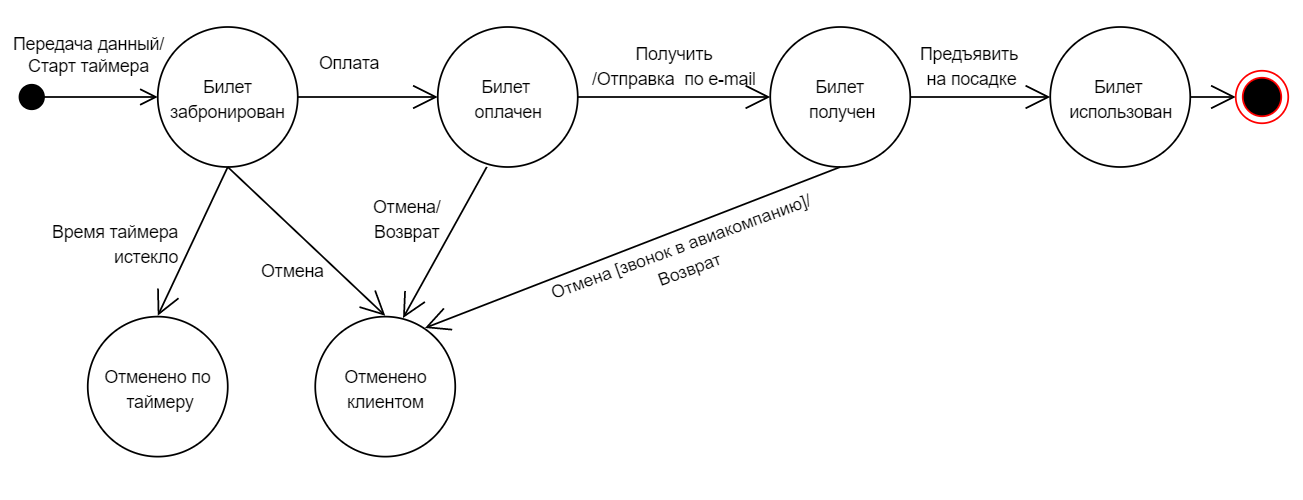 Передача данный/
Старт таймера
Билет
забронирован
Оплата
Билет
оплачен
Получить
/Отправка по e-mail
Билет
получен
Предъявить
на посадке
Билет
использован
Время таймера
истекло
Отмена
Отмена/
Возврат
Отмена [звонок в авиакомпанию]/
Возврат
Отменено по
таймеру
Отменено
клиентом